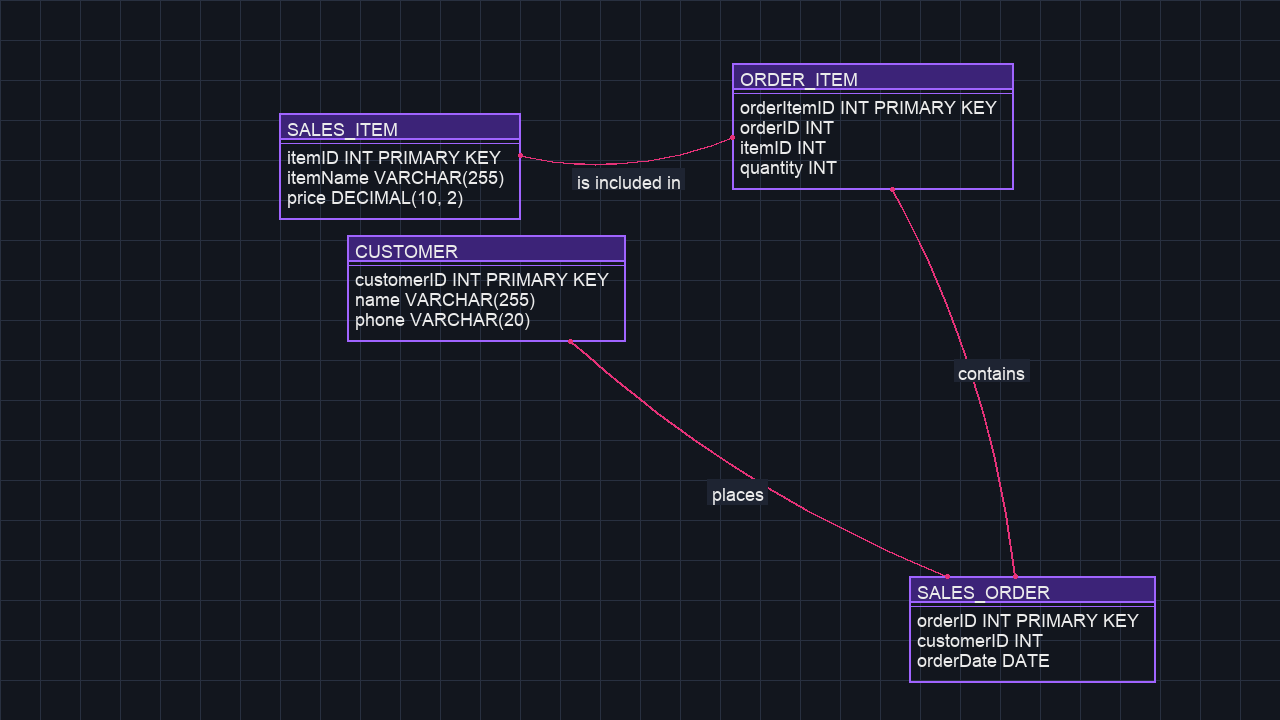 SALES_ITEM
itemID INT PRIMARY KEY
itemName VARCHAR(255)
price DECIMAL(10, 2)
is included in
ORDER_ITEM
orderItemID INT PRIMARY KEY
orderID INT
itemID INT
quantity INT
CUSTOMER
customerID INT PRIMARY KEY
name VARCHAR(255)
phone VARCHAR(20)
contains
places
SALES_ORDER
orderID INT PRIMARY KEY
customerID INT
orderDate DATE